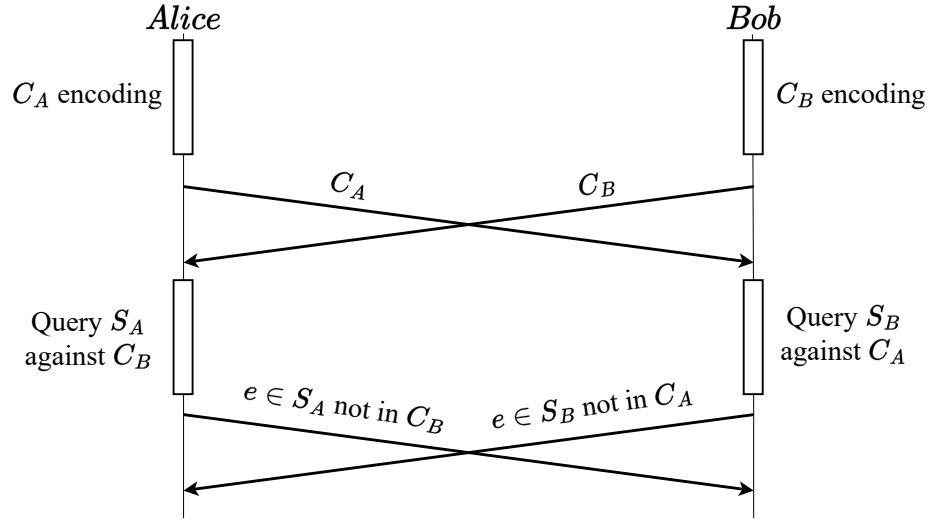 Alice
Bob
C_A encoding
C_B encoding
C_A
C_B
Query S_A
against C_B
Query S_B
against C_A
e ∈ S_A not in C_B
e ∈ S_B not in C_A